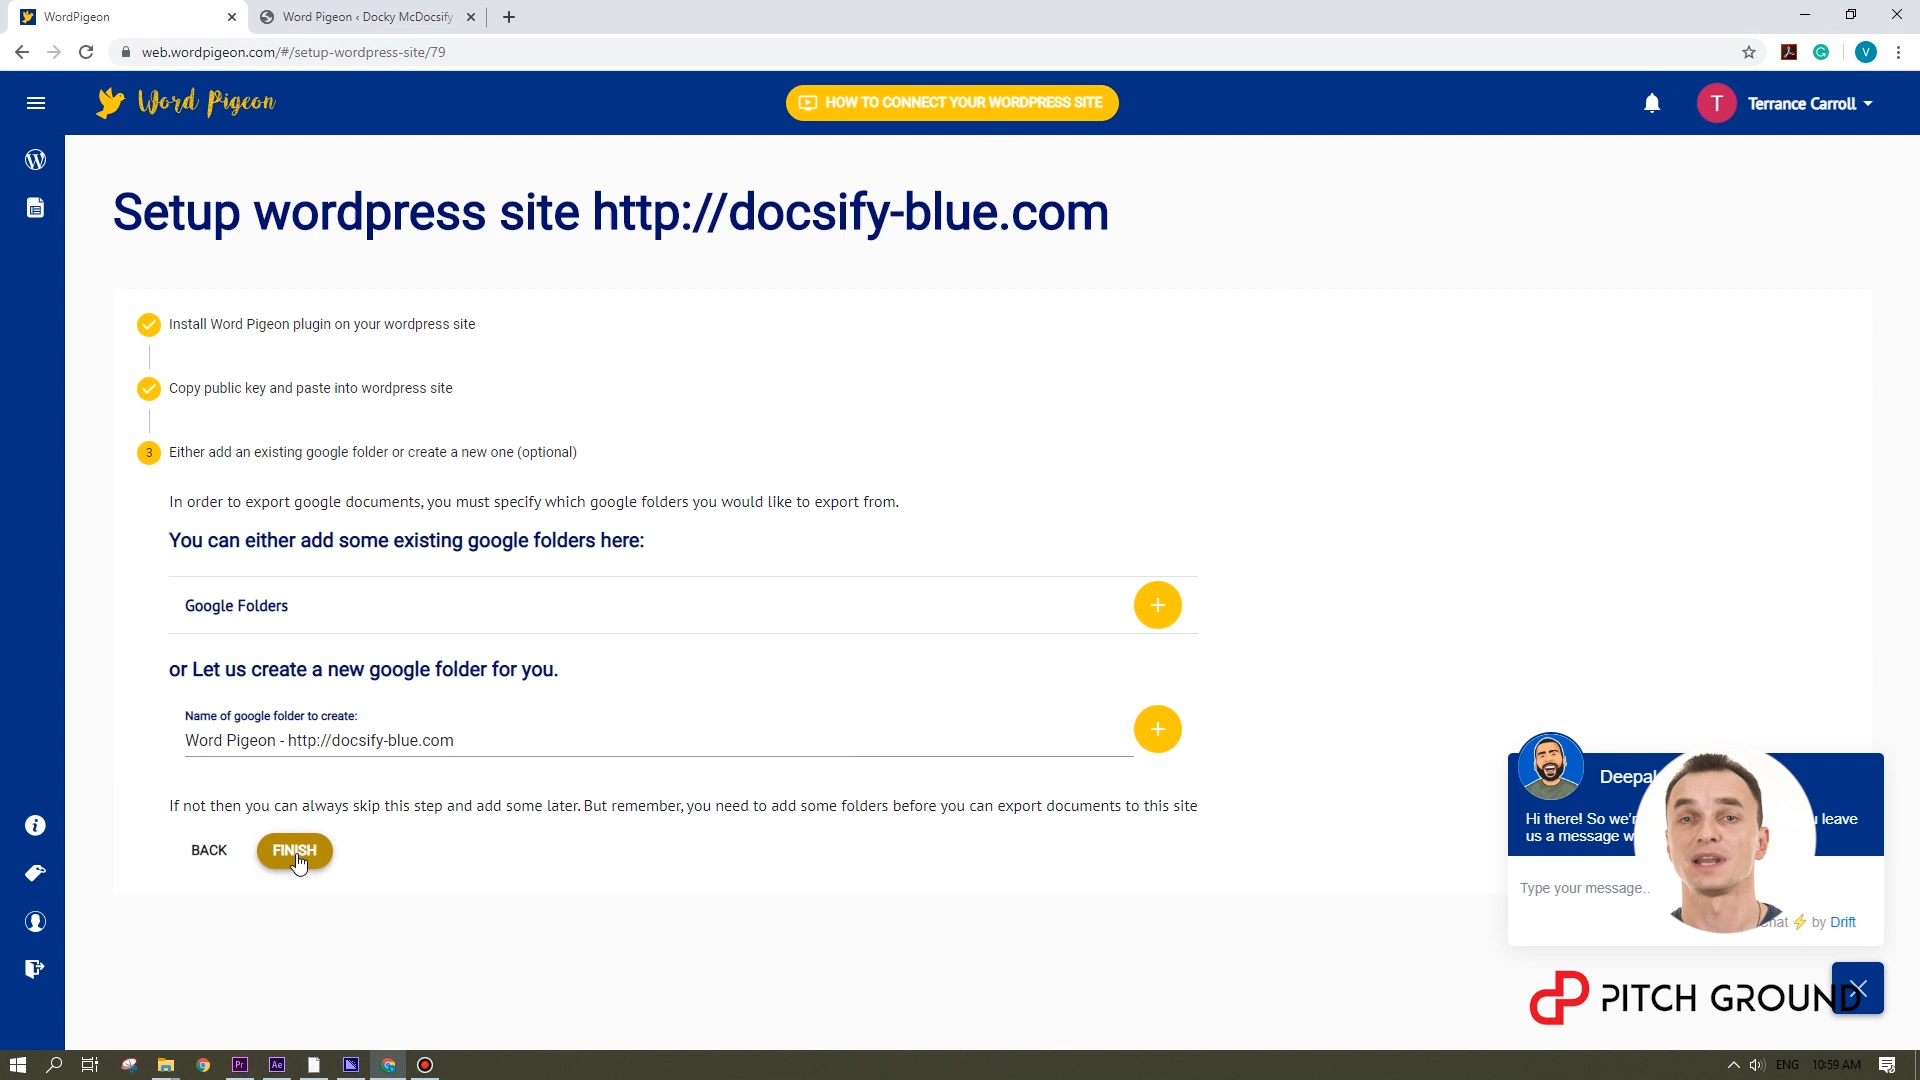 WordPigeon
Word Pigeon ‹ Docky McDocsify
web.wordpigeon.com/#/setup-wordpress-site/79
V
Word Pigeon
HOW TO CONNECT YOUR WORDPRESS SITE
T
Terrance Carroll
Setup wordpress site http://docsify-blue.com
Install Word Pigeon plugin on your wordpress site
Copy public key and paste into wordpress site
3
Either add an existing google folder or create a new one (optional)
In order to export google documents, you must specify which google folders you would like to export from.
You can either add some existing google folders here:
Google Folders
or Let us create a new google folder for you.
Name of google folder to create:
Word Pigeon - http://docsify-blue.com
If not then you can always skip this step and add some later. But remember, you need to add some folders before you can export documents to this site
BACK
FINISH
Hi there! So leave
us a message
Type your message..
by Drift
PITCH GROUND
Pr
Ae
ENG
10:59 AM